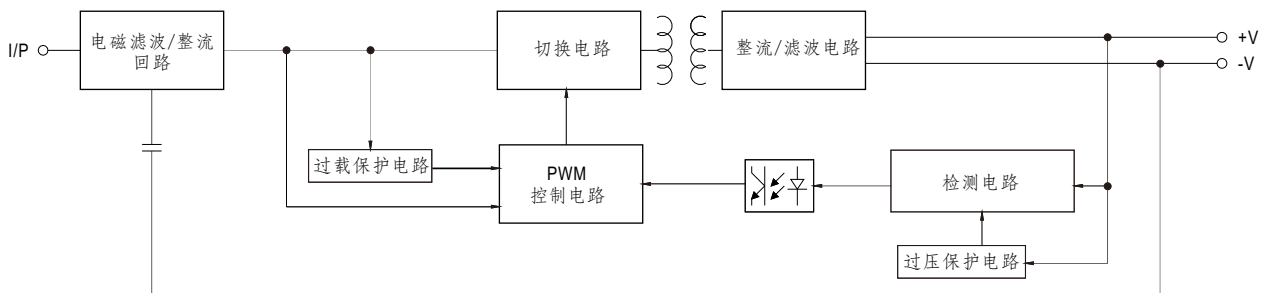 I/P
电磁滤波/整流
回路
切换电路
整流/滤波电路
+V
-V
过载保护电路
PWM
控制电路
检测电路
过压保护电路